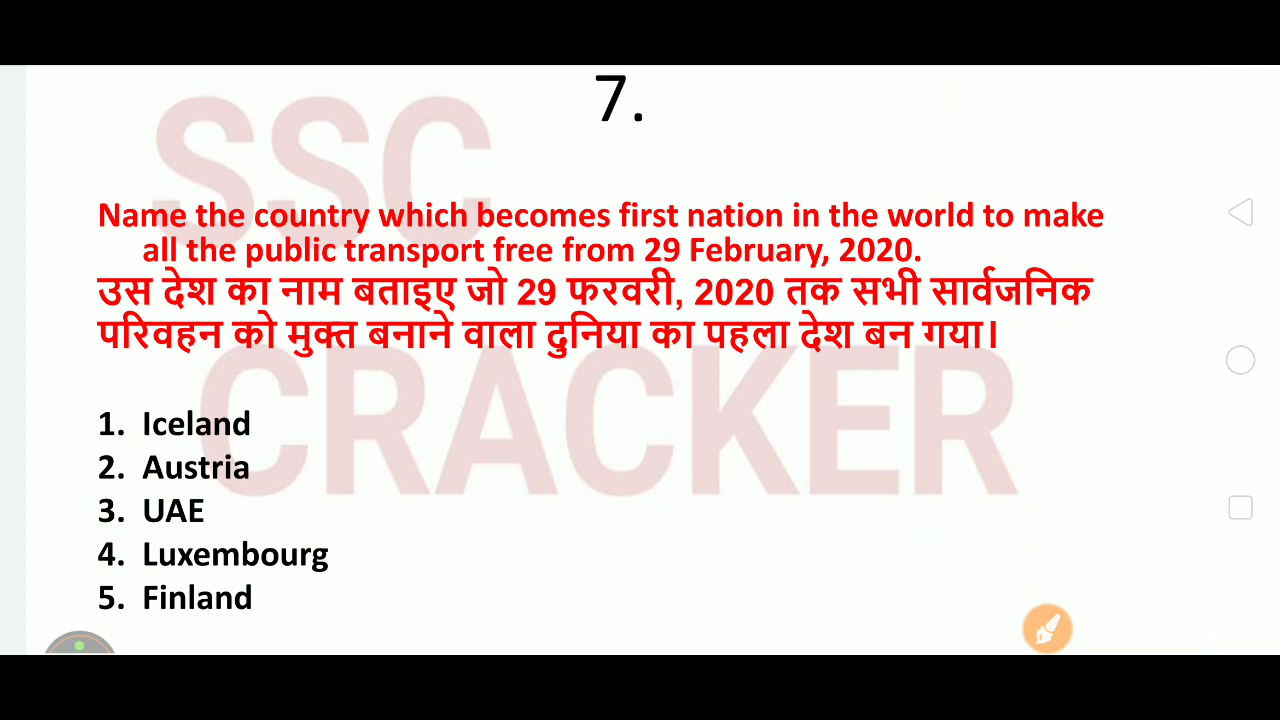 7.
SSC
CRACKER
Name the country which becomes first nation in the world to make
all the public transport free from 29 February, 2020.
उस देश का नाम बताइए जो 29 फरवरी, 2020 तक सभी सार्वजनिक
परिवहन को मुक्त बनाने वाला दुनिया का पहला देश बन गया।
1. Iceland
2. Austria
3. UAE
4. Luxembourg
5. Finland